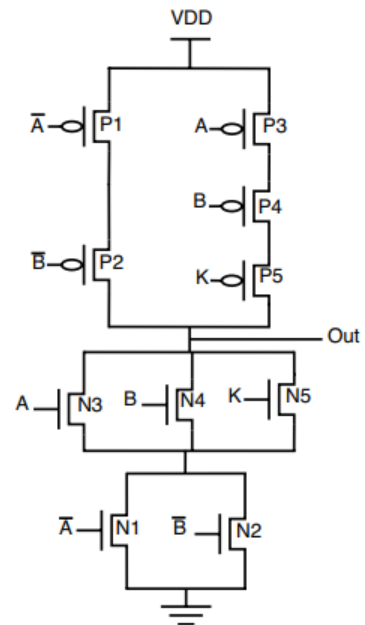 VDD
A̅ P1 A P3
B P4
B̅ P2 K P5
Out
A N3 B N4 K N5
A̅ N1 B̅ N2